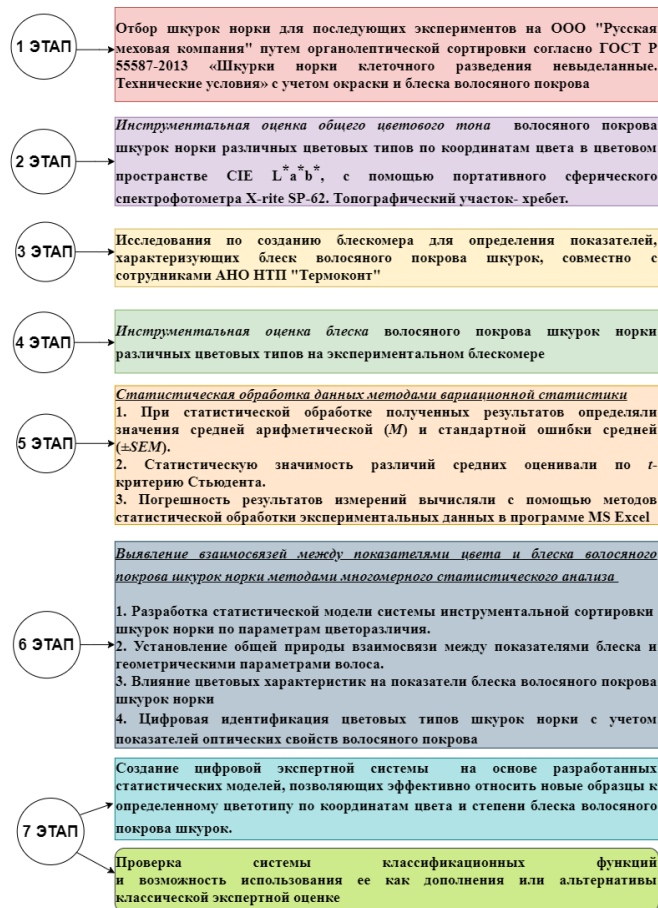 1 ЭТАП
Отбор шкурок норки для последующих экспериментов на ООО "Русская
меховая компания" путем органолептической сортировки согласно ГОСТ Р
55587-2013 «Шкурки норки клеточного разведения невыделанные.
Технические условия» с учетом окраски и блеска волосяного покрова
2 ЭТАП
Инструментальная оценка общего цветового тона волосяного покрова
шкурок норки различных цветовых типов по координатам цвета в цветовом
пространстве CIE L*a*b*, с помощью портативного сферического
спектрофотометра X-rite SP-62. Топографический участок- хребет.
3 ЭТАП
Исследования по созданию блескомера для определения показателей,
характеризующих блеск волосяного покрова шкурок, совместно с
сотрудниками АНО НТП "Термоконт"
4 ЭТАП
Инструментальная оценка блеска волосяного покрова шкурок норки
различных цветовых типов на экспериментальном блескомере
5 ЭТАП
Статистическая обработка данных методами вариационной статистики
1. При статистической обработке полученных результатов определяли
значения средней арифметической (M) и стандартной ошибки средней
(±SEM).
2. Статистическую значимость различий средних оценивали по t-
критерию Стьюдента.
3. Погрешность результатов измерений вычисляли с помощью методов
статистической обработки экспериментальных данных в программе MS Excel
6 ЭТАП
Выявление взаимосвязей между показателями цвета и блеска волосяного
покрова шкурок норки методами многомерного статистического анализа
1. Разработка статистической модели системы инструментальной сортировки
шкурок норки по параметрам цветоразличия.
2. Установление общей природы взаимосвязи между показателями блеска и
геометрическими параметрами волоса.
3. Влияние цветовых характеристик на показатели блеска волосяного покрова
шкурок норки
4. Цифровая идентификация цветовых типов шкурок норки с учетом
показателей оптических свойств волосяного покрова
7 ЭТАП
Создание цифровой экспертной системы на основе разработанных
статистических моделей, позволяющих эффективно относить новые образцы к
определенному цветотипу по координатам цвета и степени блеска волосяного
покрова шкурок.
Проверка системы классификационных функций
и возможность использования ее как дополнения или альтернативы
классической экспертной оценке